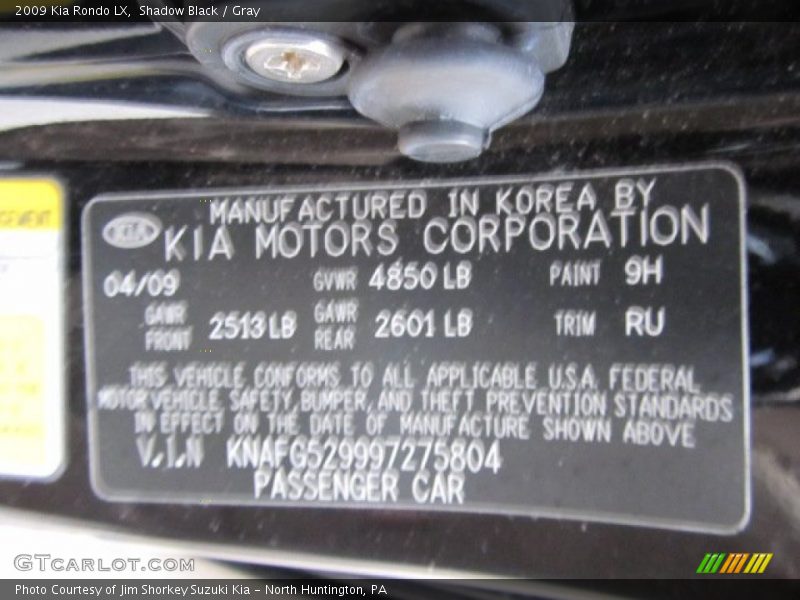 2009 Kia Rondo LX, Shadow Black / Gray
MANUFACTURED IN KOREA BY
KIA KIA MOTORS CORPORATION
04/09 GVWR 4850 LB PAINT 9H
GAWR FRONT 2513 LB GAWR REAR 2601 LB TRIM RU
THIS VEHICLE CONFORMS TO ALL APPLICABLE U.S.A. FEDERAL
MOTOR VEHICLE SAFETY, BUMPER, AND THEFT PREVENTION STANDARDS
IN EFFECT ON THE DATE OF MANUFACTURE SHOWN ABOVE
V.I.N KNAFG529997275804
PASSENGER CAR
GTCARLOT.COM
Photo Courtesy of Jim Shorkey Suzuki Kia – North Huntington, PA